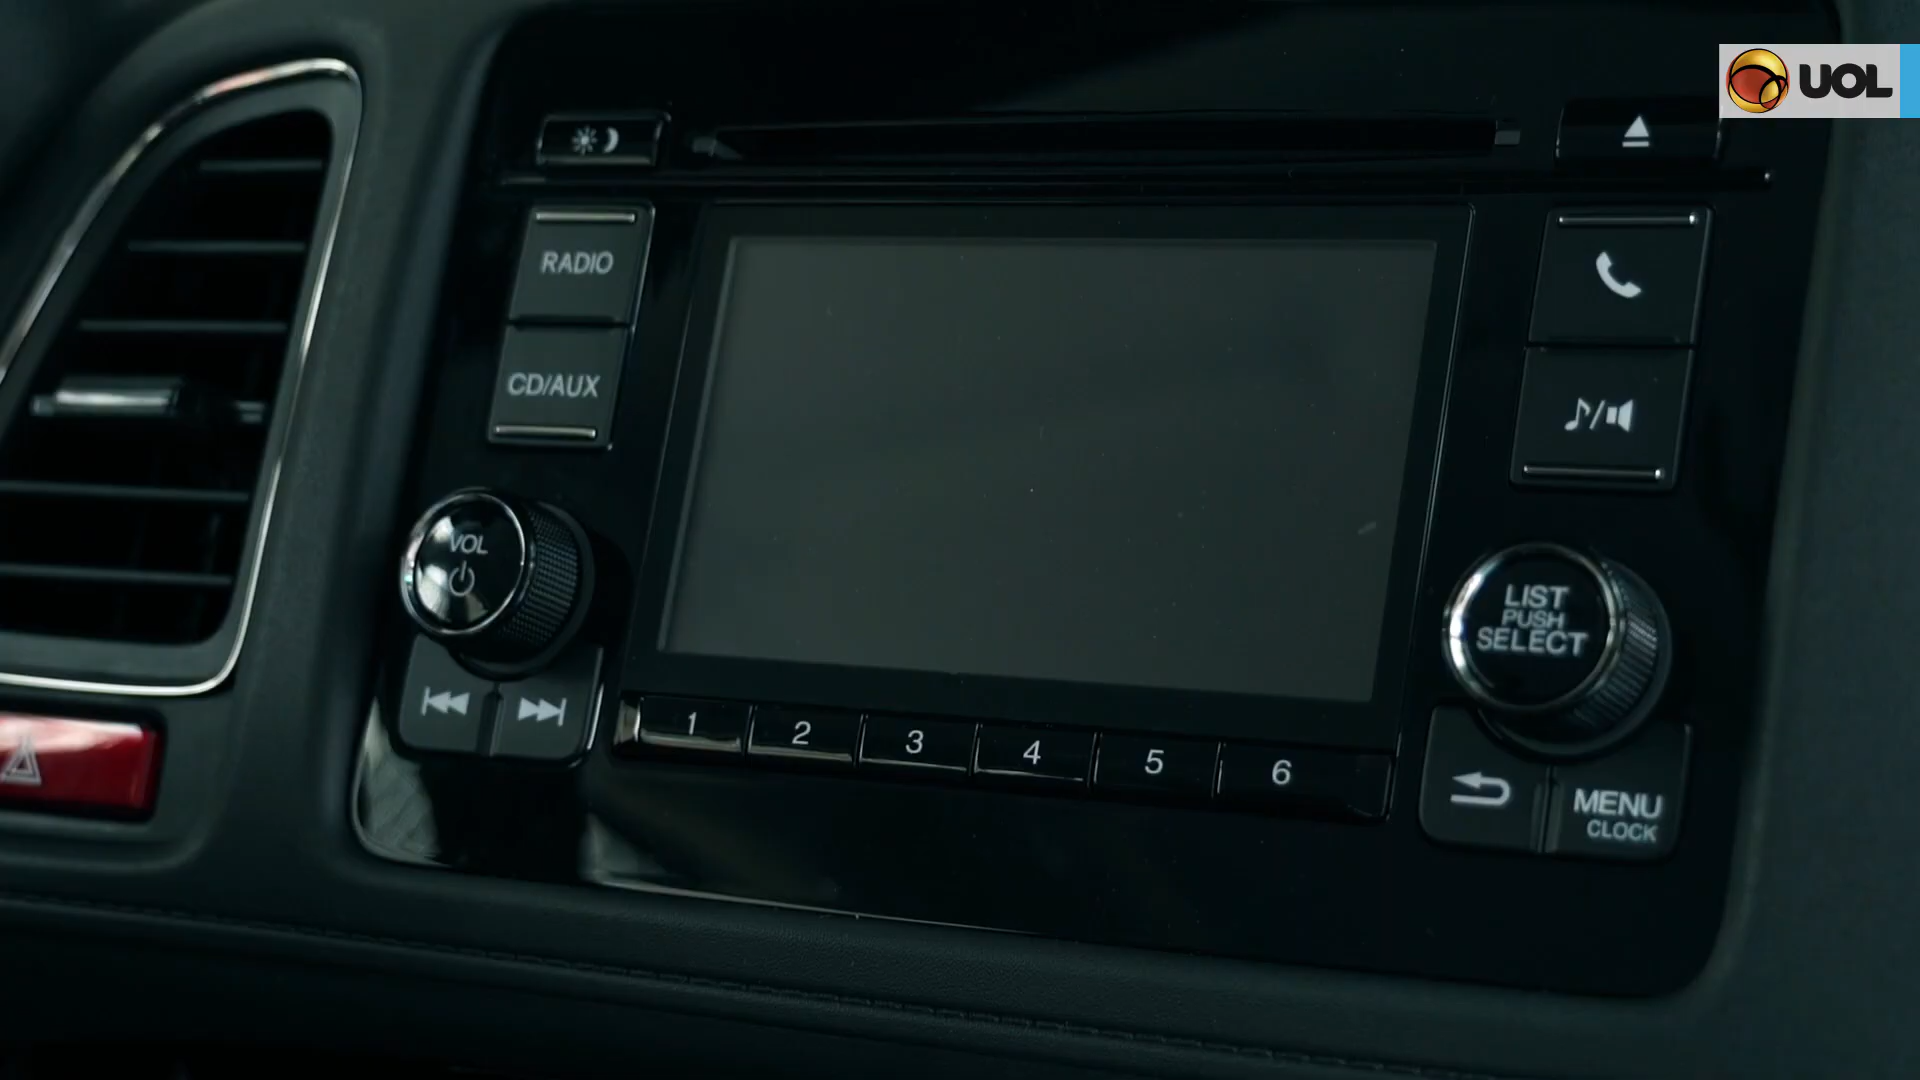 UOL
RADIO
CD/AUX
VOL
LIST
PUSH
SELECT
1 2 3 4 5 6
MENU
CLOCK